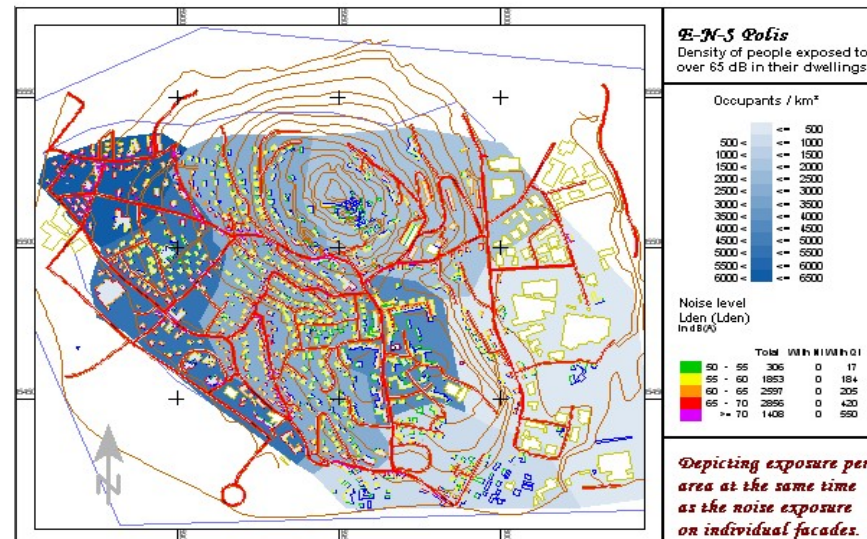 E-N-S Polis
Density of people exposed to
over 65 dB in their dwellings
Occupants / km²
<= 500
500 < <= 1000
1000 < <= 1500
1500 < <= 2000
2000 < <= 2500
2500 < <= 3000
3000 < <= 3500
3500 < <= 4000
4000 < <= 4500
4500 < <= 5000
5000 < <= 5500
5500 < <= 6000
6000 < <= 6500
Noise level
Lden (Lden)
in dB(A)
Total With NI With QI
50 - 55 306 0 17
55 - 60 1853 0 184
60 - 65 2597 0 205
65 - 70 2856 0 420
>= 70 1408 0 550
Depicting exposure per
area at the same time
as the noise exposure
on individual facades.
N